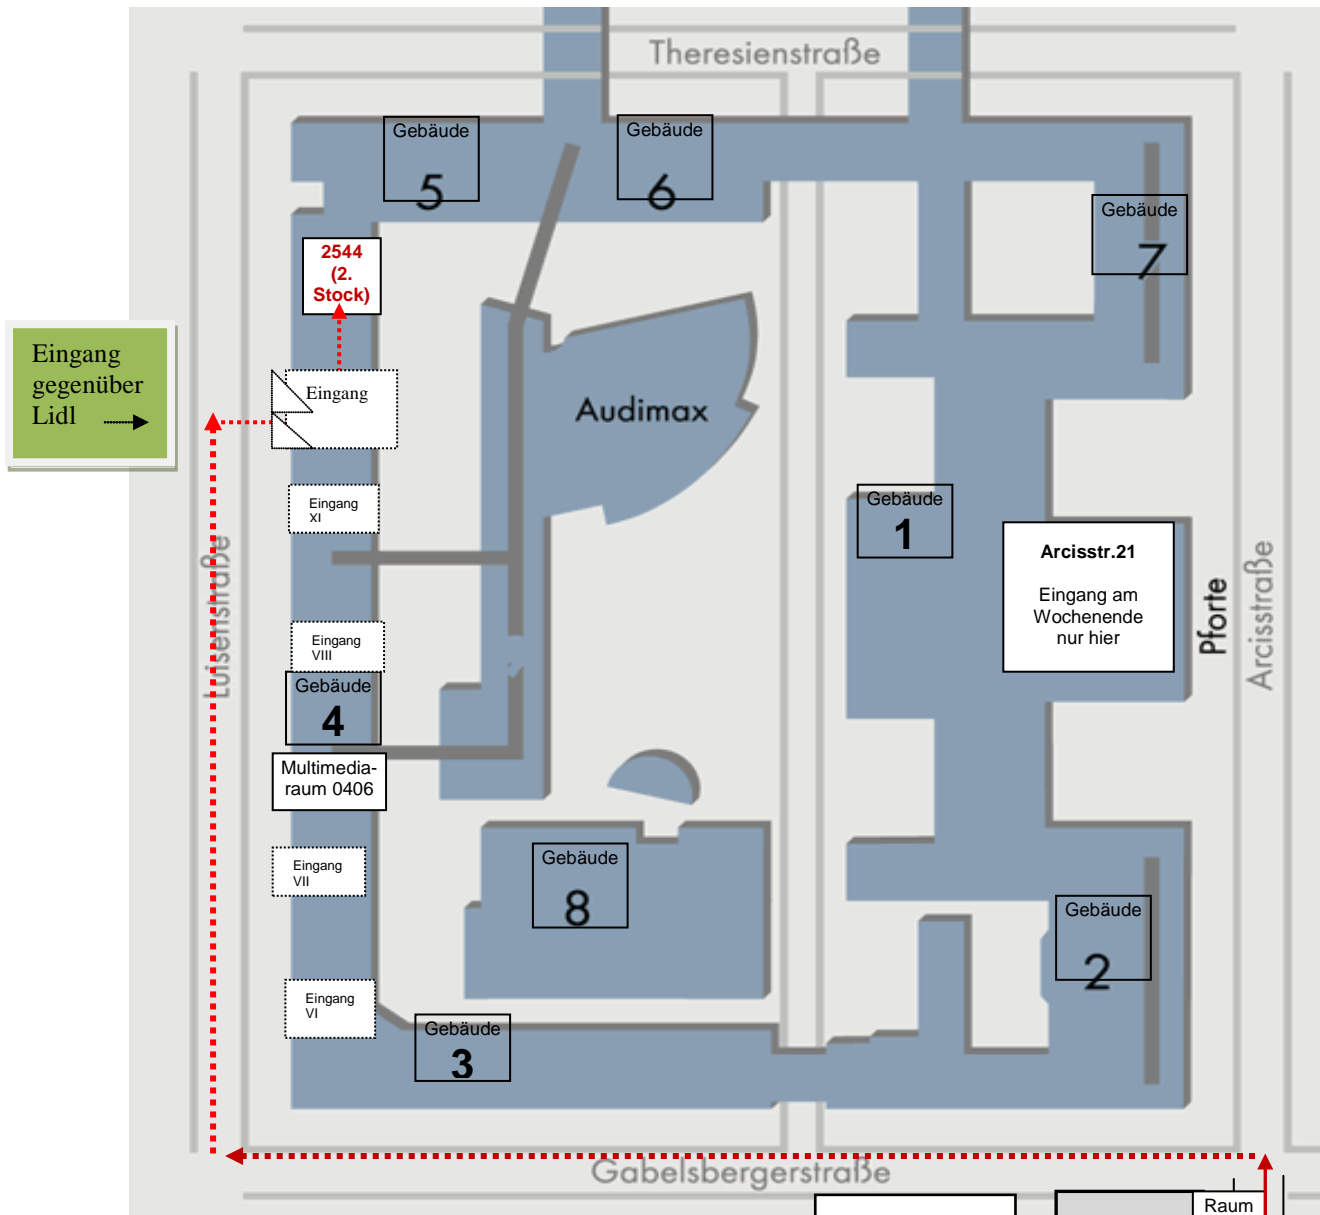 Theresienstraße
Gebäude
5
Gebäude
6
Gebäude
7
2544
(2.
Stock)
Eingang
gegenüber
Lidl
Eingang
Audimax
Eingang
XI
Gebäude
1
Arcisstr.21
Eingang am
Wochenende
nur hier
Pforte
Arcisstraße
Luisenstraße
Eingang
VIII
Gebäude
4
Multimedia-
raum 0406
Eingang
VII
Gebäude
8
Gebäude
2
Eingang
VI
Gebäude
3
Gabelsbergerstraße
Raum